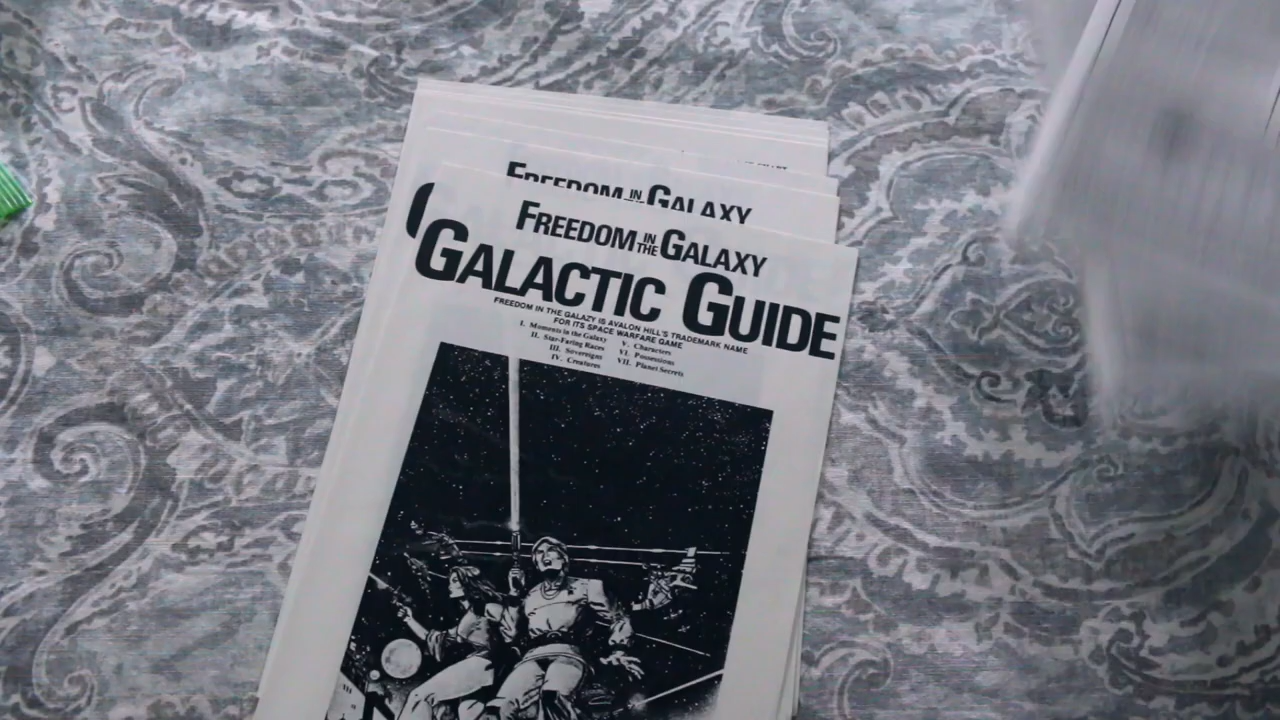 FREEDOM IN THE GALAXY
FREEDOM IN THE GALAXY
GALACTIC GUIDE
FREEDOM IN THE GALAZY IS AVALON HILL'S TRADEMARK NAME
FOR ITS SPACE WARFARE GAME
I. Moments in the Galaxy
II. Star-Faring Races
III. Sovereigns
IV. Creatures
V. Characters
VI. Possessions
VII. Planet Secrets